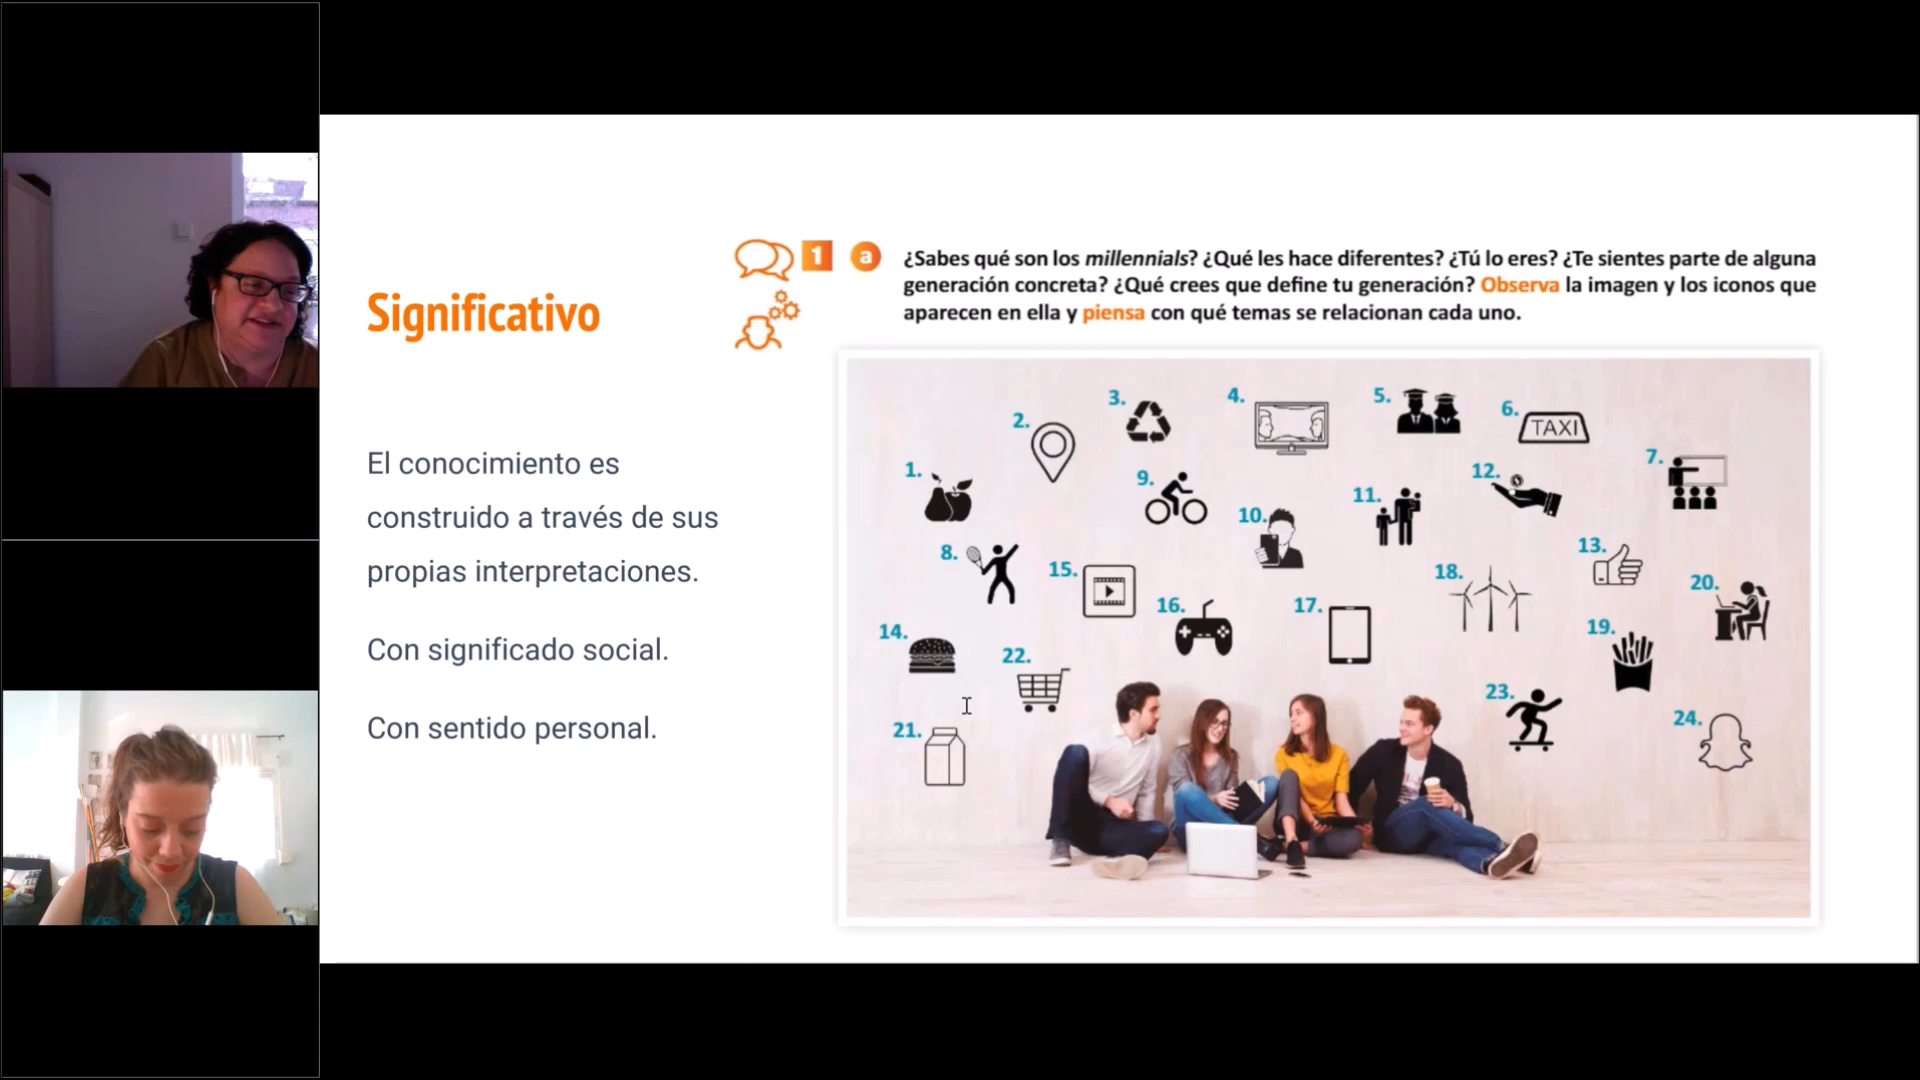 Significativo
El conocimiento es
construido a través de sus
propias interpretaciones.
Con significado social.
Con sentido personal.
1 a ¿Sabes qué son los millennials? ¿Qué les hace diferentes? ¿Tú lo eres? ¿Te sientes parte de alguna
generación concreta? ¿Qué crees que define tu generación? Observa la imagen y los iconos que
aparecen en ella y piensa con qué temas se relacionan cada uno.
1.
2.
3.
4.
5.
6.
TAXI
7.
8.
9.
10.
11.
12.
13.
14.
15.
16.
17.
18.
19.
20.
21.
22.
23.
24.